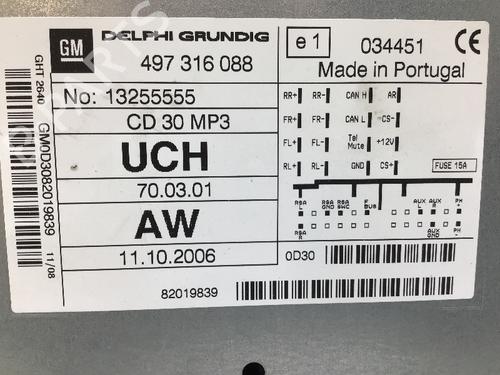 GM DELPHI GRUNDIG
497 316 088
No: 13255555
CD 30 MP3
UCH
70.03.01
AW
11.10.2006
82019839
GHT 2640
GM0D3082019839
11/08
e1 034451 CE
Made in Portugal
RR+ RR- CAN H AR
FR+ FR- CAN L CS-
FL+ FL- Tel Mute +12V
RL+ RL- GND CS+
FUSE 15A
RSA L RSA GND RSA SWC F BUS AUX L AUX R PH +
RSA R AUX GND PH -
0D30